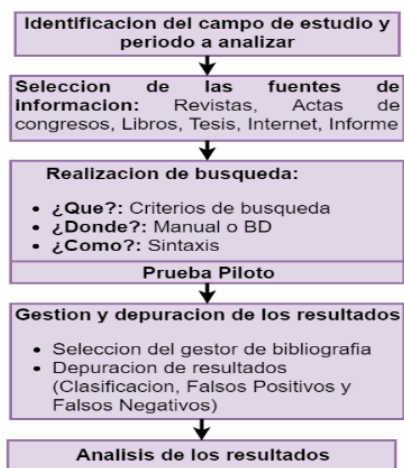 Identificacion del campo de estudio y
periodo a analizar
Seleccion de las fuentes de
informacion: Revistas, Actas de
congresos, Libros, Tesis, Internet, Informe
Realizacion de busqueda:
• ¿Que?: Criterios de busqueda
• ¿Donde?: Manual o BD
• ¿Como?: Sintaxis
Prueba Piloto
Gestion y depuracion de los resultados
• Seleccion del gestor de bibliografia
• Depuracion de resultados
(Clasificacion, Falsos Positivos y
Falsos Negativos)
Analisis de los resultados